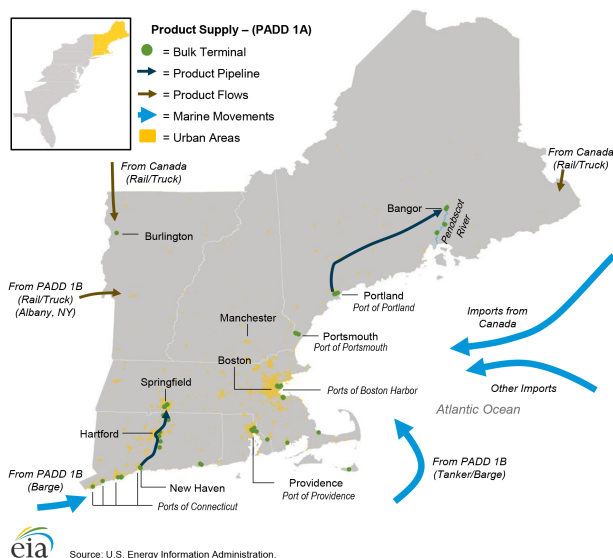 Product Supply – (PADD 1A)
= Bulk Terminal
= Product Pipeline
= Product Flows
= Marine Movements
= Urban Areas
From Canada
(Rail/Truck)
From Canada
(Rail/Truck)
Bangor
Penobscot
River
Burlington
From PADD 1B
(Rail/Truck)
(Albany, NY)
Portland
Port of Portland
Imports from
Canada
Manchester
Portsmouth
Port of Portsmouth
Boston
Springfield
Ports of Boston Harbor
Other Imports
Atlantic Ocean
Hartford
From PADD 1B
(Barge)
New Haven
Ports of Connecticut
Providence
Port of Providence
From PADD 1B
(Tanker/Barge)
eia
Source: U.S. Energy Information Administration.